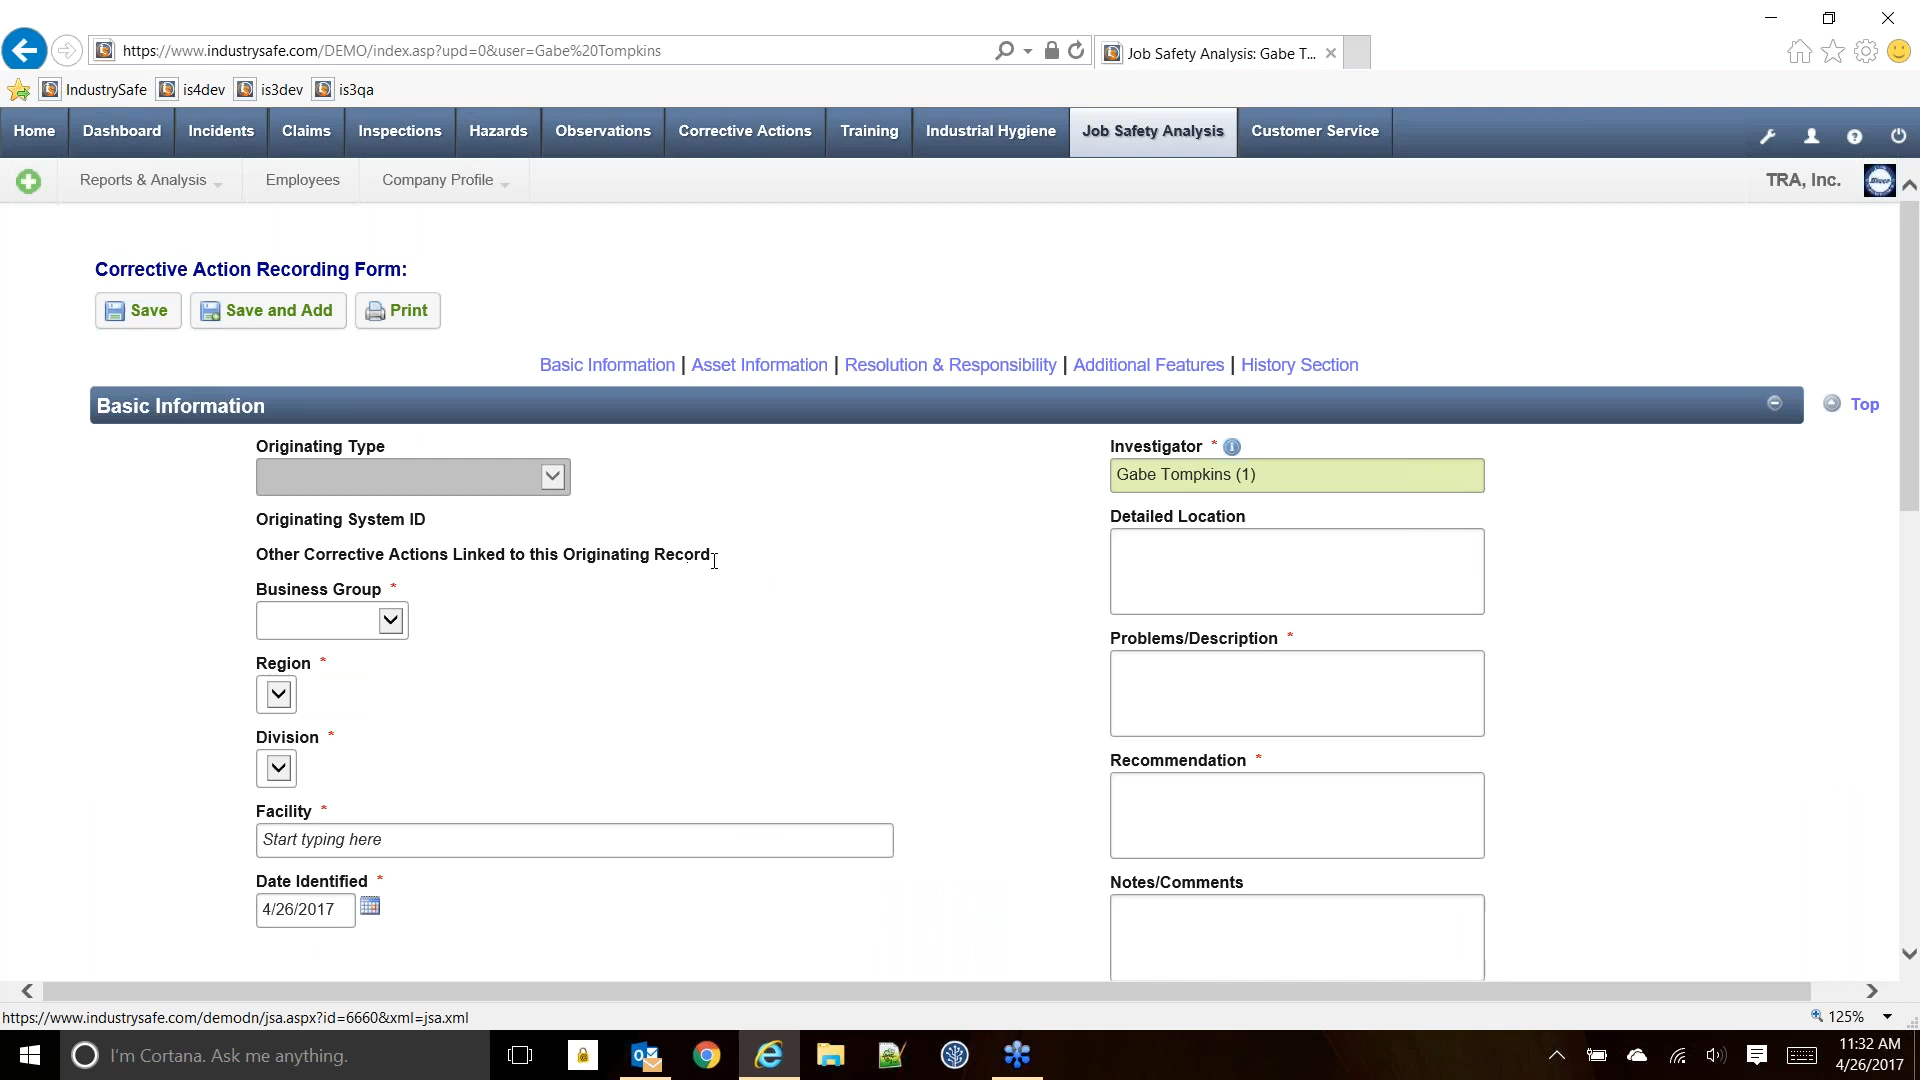 https://www.industrysafe.com/DEMO/index.asp?upd=0&user=Gabe%20Tompkins
Job Safety Analysis: Gabe T...
IndustrySafe is4dev is3dev is3qa
Home Dashboard Incidents Claims Inspections Hazards Observations Corrective Actions Training Industrial Hygiene Job Safety Analysis Customer Service
Reports & Analysis Employees Company Profile TRA, Inc.
Corrective Action Recording Form:
Save Save and Add Print
Basic Information | Asset Information | Resolution & Responsibility | Additional Features | History Section
Basic Information Top
Originating Type
Originating System ID
Other Corrective Actions Linked to this Originating Record
Business Group *
Region *
Division *
Facility *
Start typing here
Date Identified *
4/26/2017
Investigator *
Gabe Tompkins (1)
Detailed Location
Problems/Description *
Recommendation *
Notes/Comments
https://www.industrysafe.com/demodn/jsa.aspx?id=6660&xml=jsa.xml
125%
I'm Cortana. Ask me anything.
11:32 AM
4/26/2017